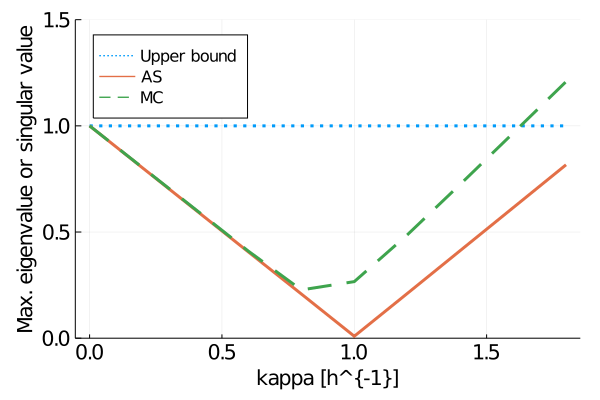 Max. eigenvalue or singular value
1.5
1.0
0.5
0.0
Upper bound
AS
MC
0.0 0.5 1.0 1.5
kappa [h^{-1}]